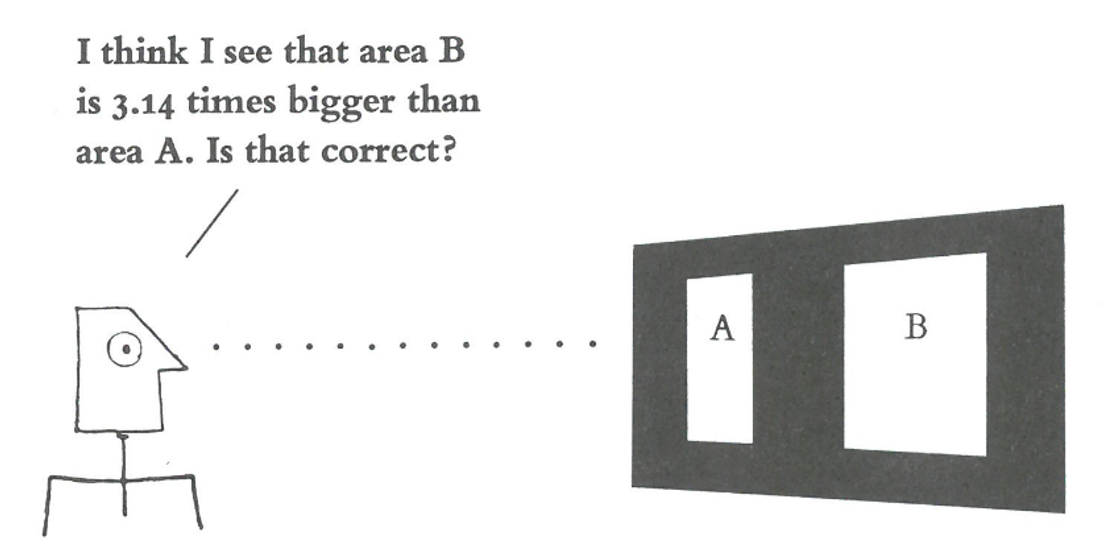 I think I see that area B
is 3.14 times bigger than
area A. Is that correct?
A
B